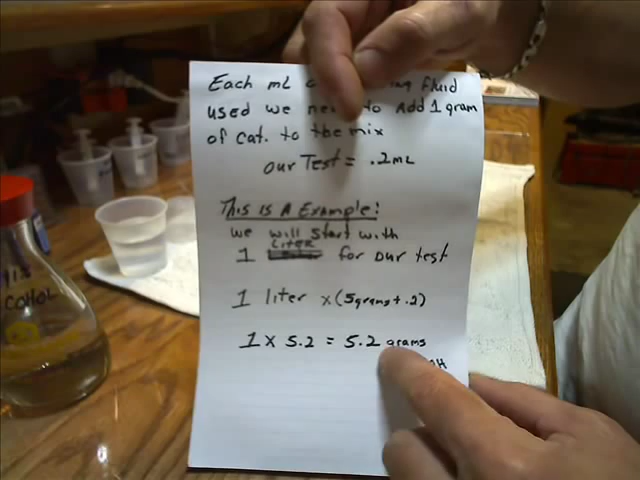 Each mL fluid
used we to Add 1 gram
of Cat. to the mix
our Test = .2mL
This is A Example:
we will start with
LITER
1 for our test
1 liter x (5grams + .2)
1 x 5.2 = 5.2 grams